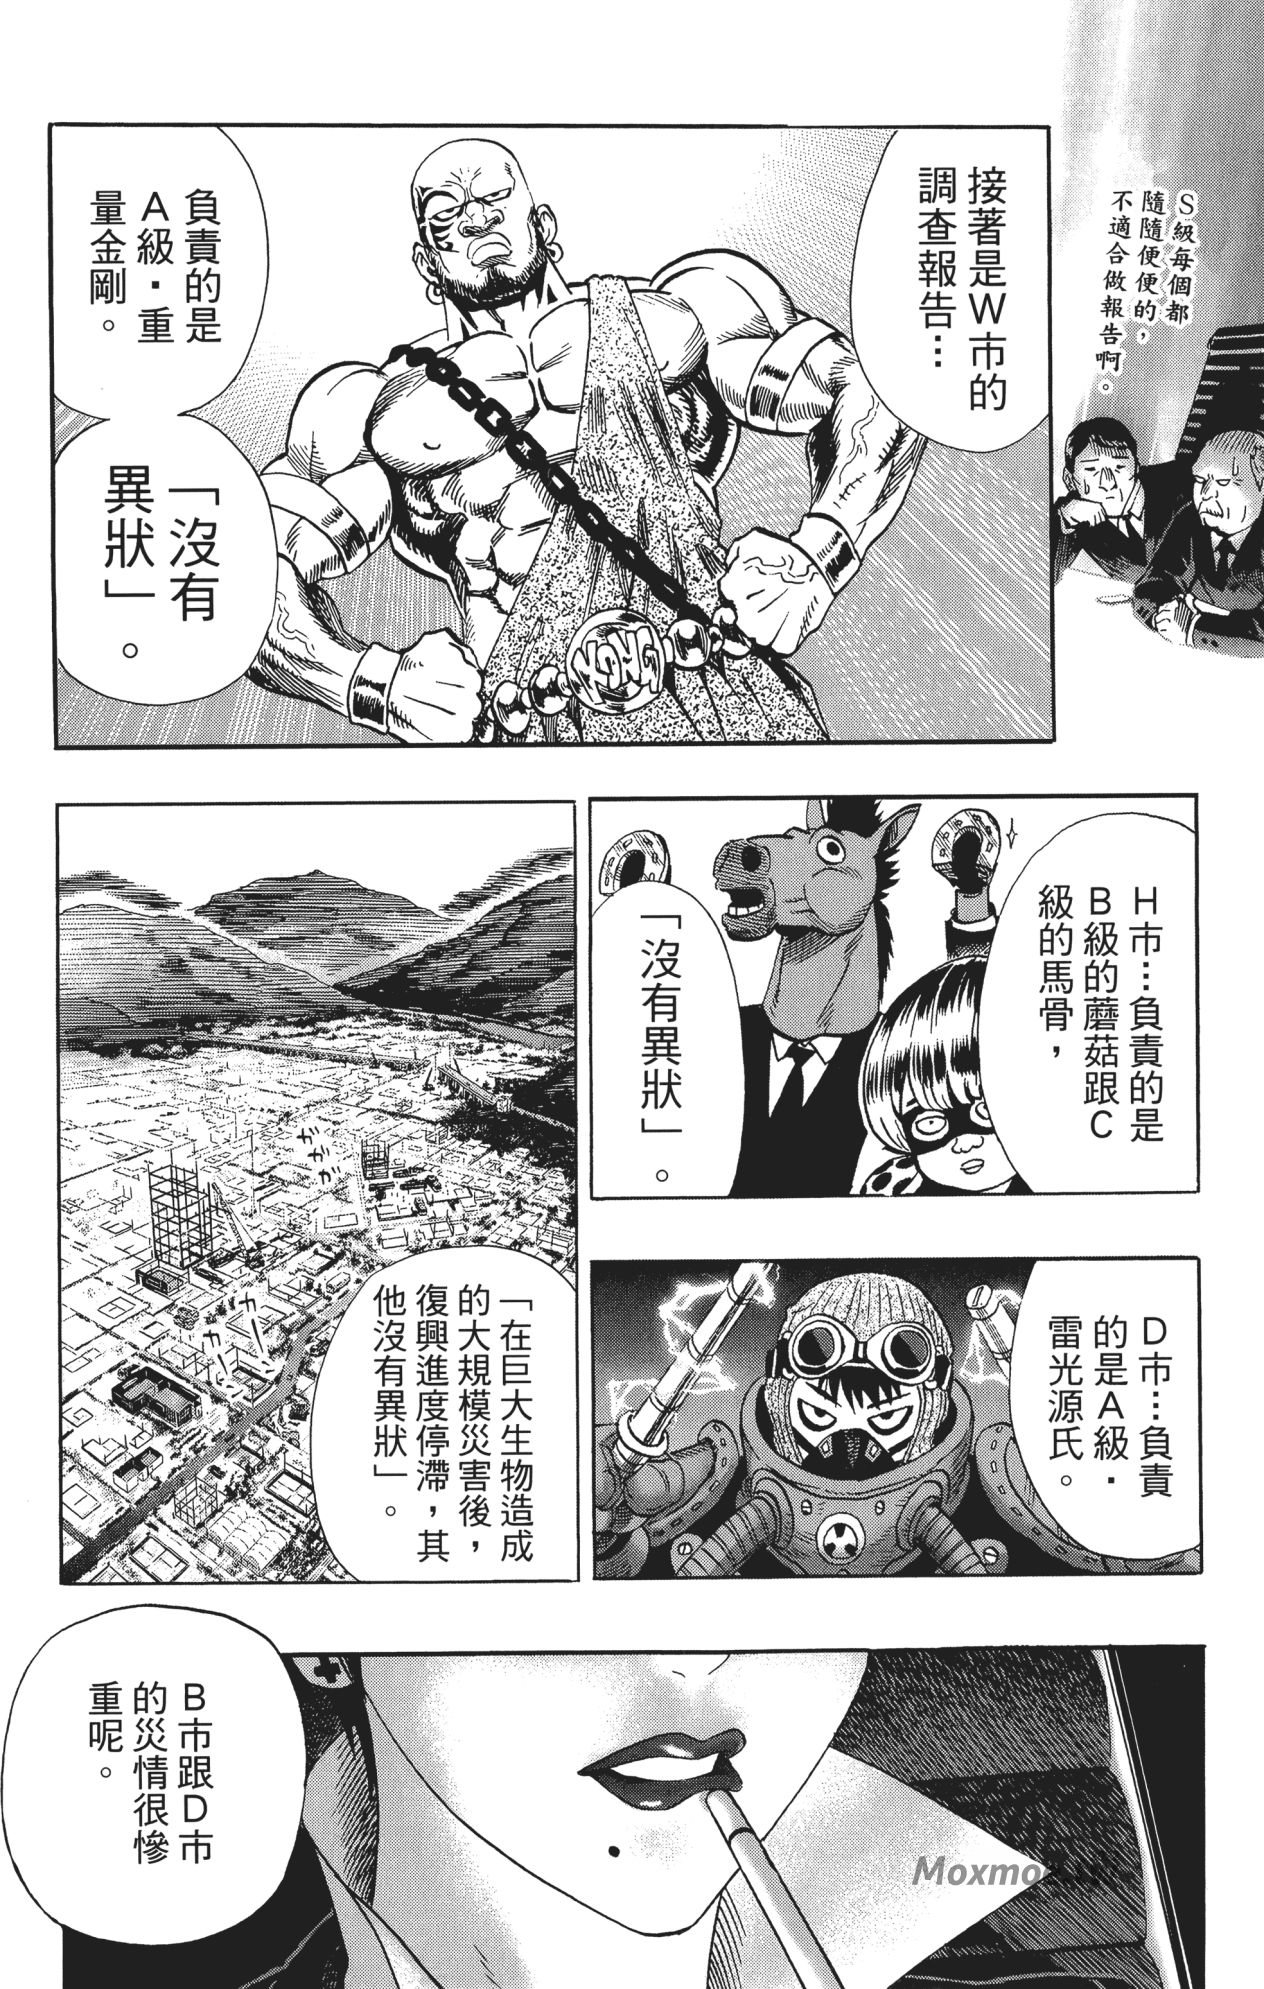 S級每個都
隨隨便便的，
不適合做報告啊。
接著是W市的
調查報告…
負責的是
A級·重
量金剛。
「沒有
異狀」。
KONG
H市…負責的是
B級的蘑菇跟C
級的馬骨，
「沒有異狀」。
D市…負責
的是A級·
雷光源氏。
ガガガ
「在巨大生物造成
的大規模災害後，
復興進度停滯，其
他沒有異狀」。
B市跟D市
的災情很慘
重呢。